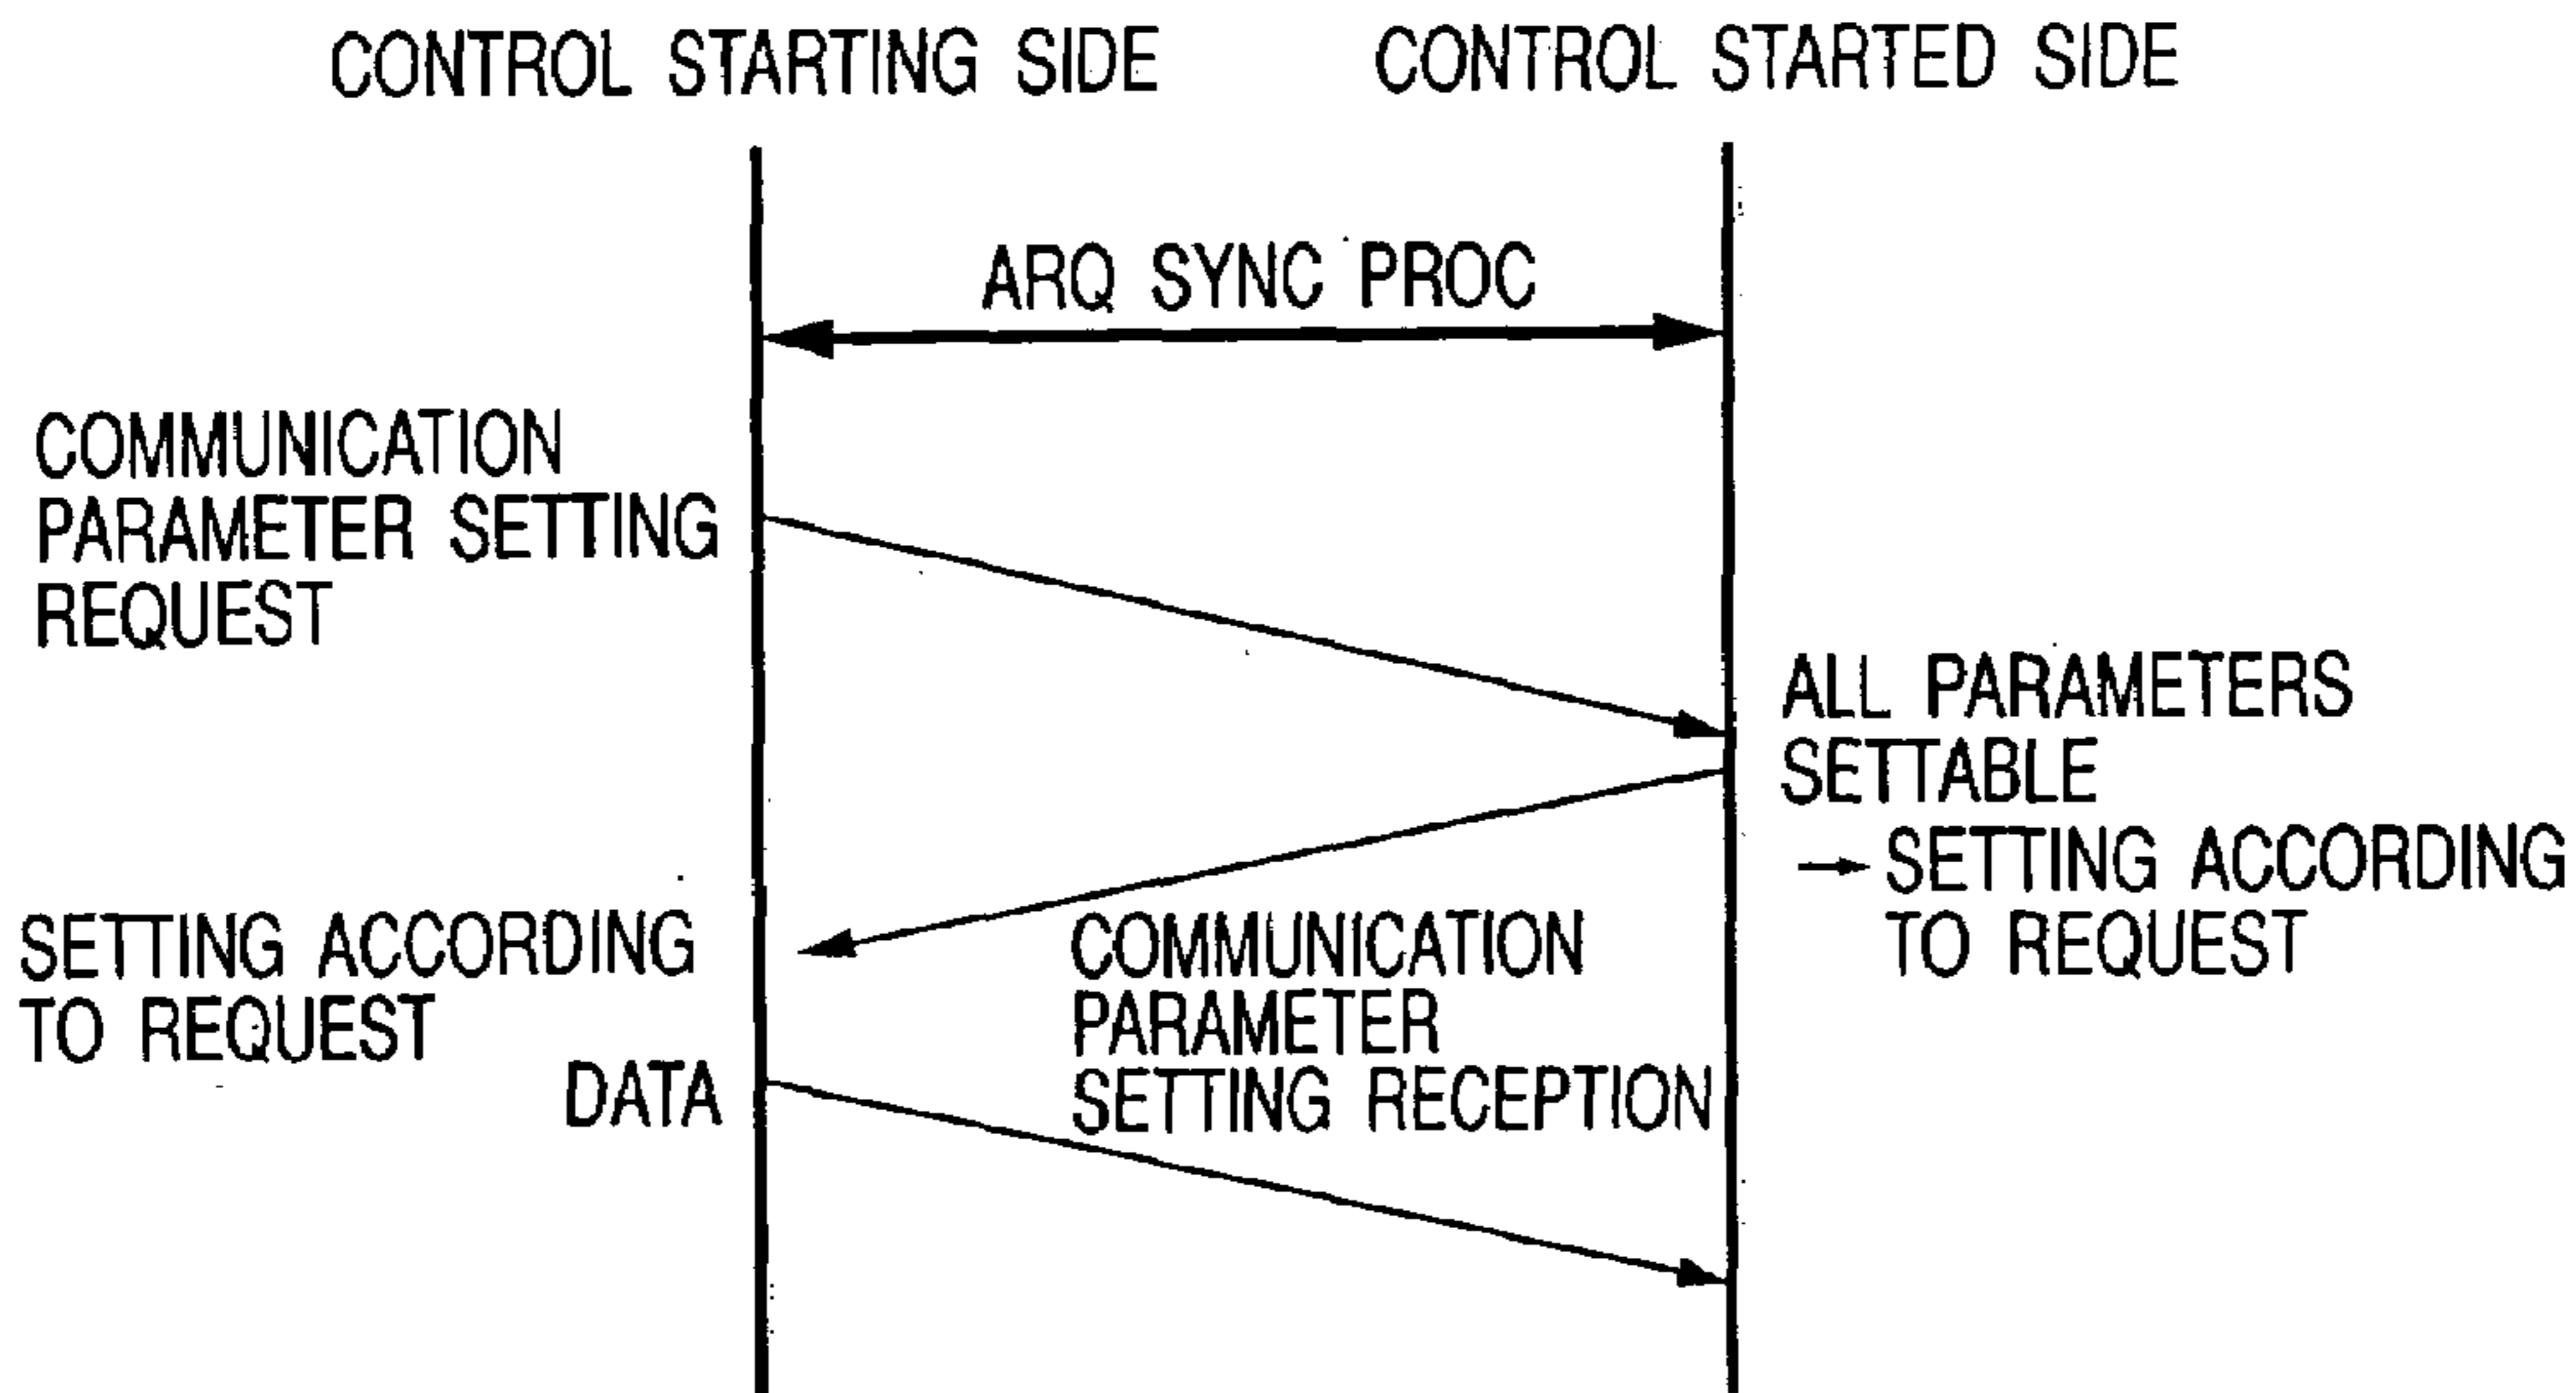 CONTROL STARTING SIDE
CONTROL STARTED SIDE
ARQ SYNC PROC
COMMUNICATION
PARAMETER SETTING
REQUEST
ALL PARAMETERS
SETTABLE
→ SETTING ACCORDING
TO REQUEST
SETTING ACCORDING
TO REQUEST
COMMUNICATION
PARAMETER
SETTING RECEPTION
DATA